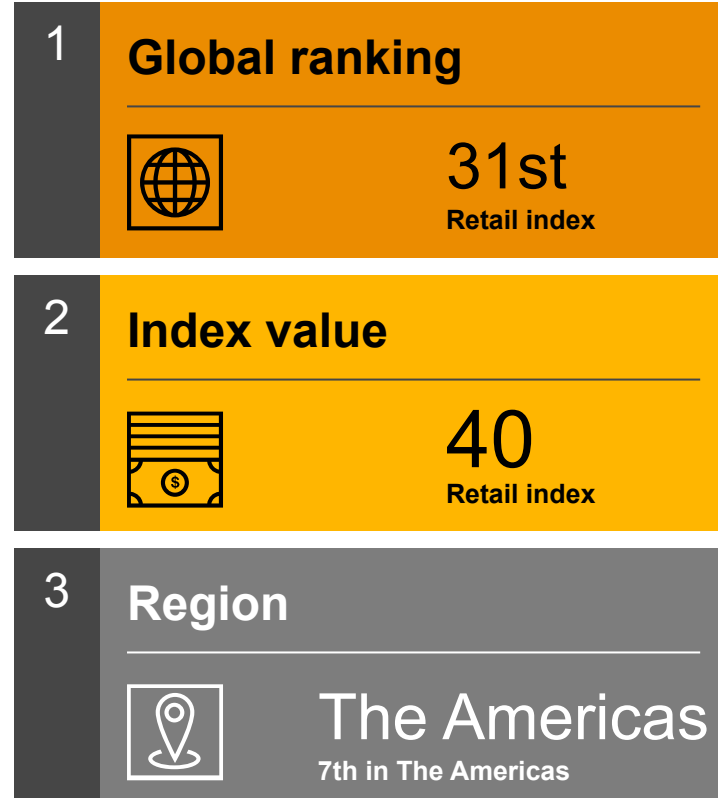 1
Global ranking
31st
Retail index
2
Index value
$
40
Retail index
3
Region
The Americas
7th in The Americas